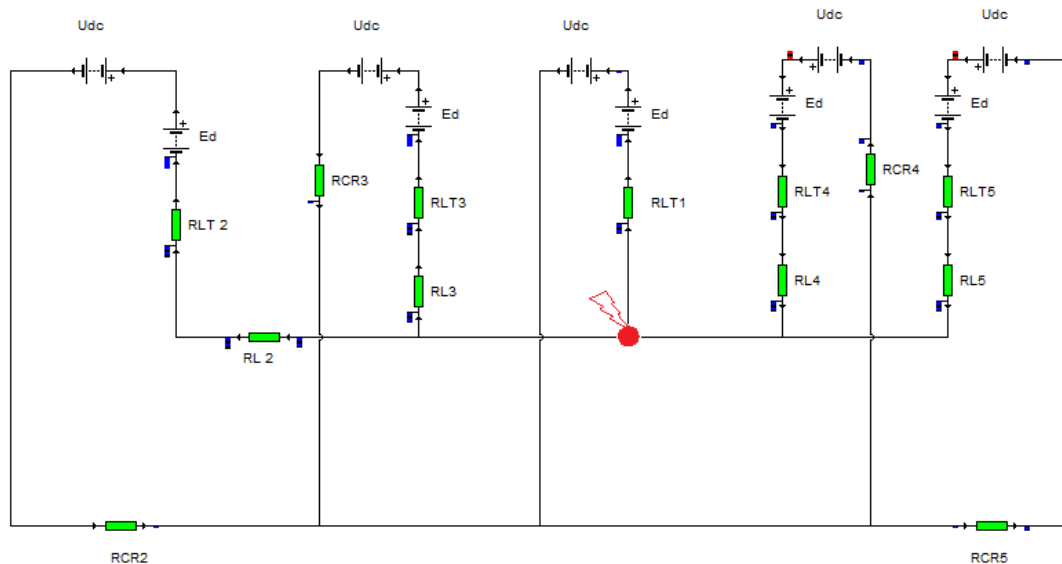 Udc
Udc
Udc
Udc
Udc
+
+
+
+
+
+
+
+
+
+
Ed
Ed
Ed
Ed
Ed
RCR3
RCR4
RLT 2
RLT3
RLT1
RLT4
RLT5
RL3
RL4
RL5
RL 2
RCR2
RCR5